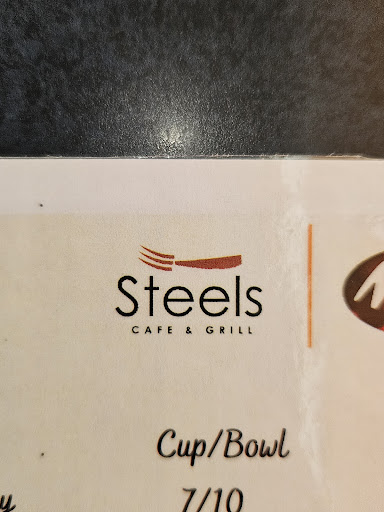 Steels
CAFE & GRILL
Cup/Bowl
7/10